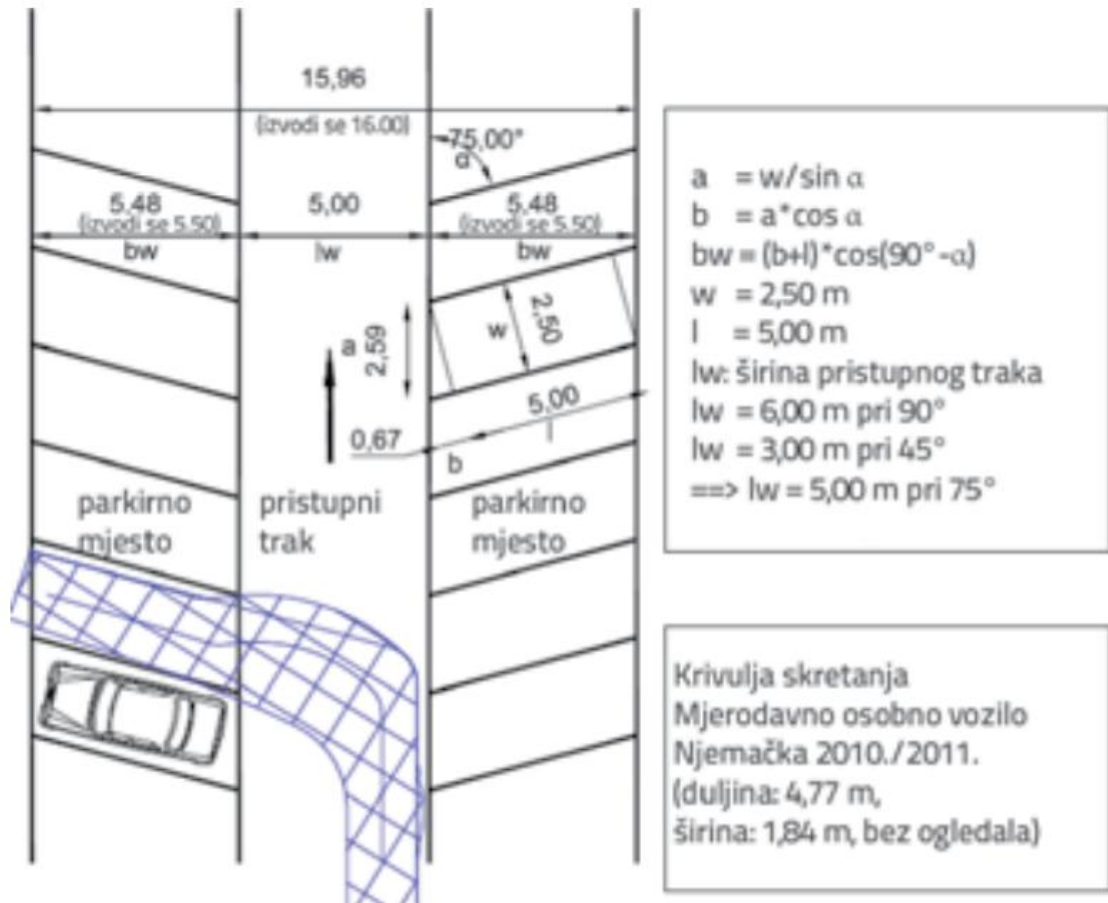 15,96
(izvodi se 16.00)
75,00°
α
5,48
(izvodi se 5.50)
bw
5,00
lw
5,48
(izvodi se 5.50)
bw
a
2,59
w
2,50
5,00
l
0,67
b
parkirno
mjesto
pristupni
trak
parkirno
mjesto
a = w/sin α
b = a*cos α
bw = (b+l)*cos(90°-α)
w = 2,50 m
l = 5,00 m
lw: širina pristupnog traka
lw = 6,00 m pri 90°
lw = 3,00 m pri 45°
==> lw = 5,00 m pri 75°
Krivulja skretanja
Mjerodavno osobno vozilo
Njemačka 2010./2011.
(duljina: 4,77 m,
širina: 1,84 m, bez ogledala)